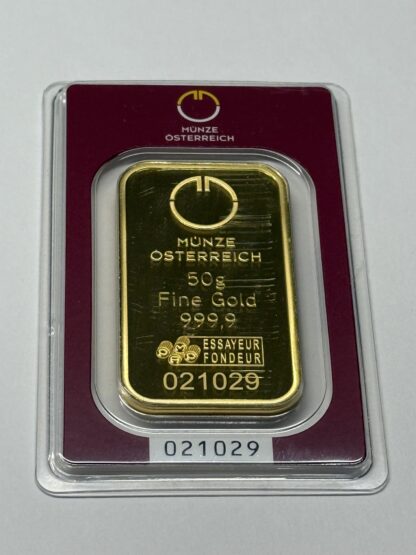 MÜNZE
ÖSTERREICH
MÜNZE
ÖSTERREICH
50g
Fine Gold
999,9
ESSAYEUR
FONDEUR
021029
021029